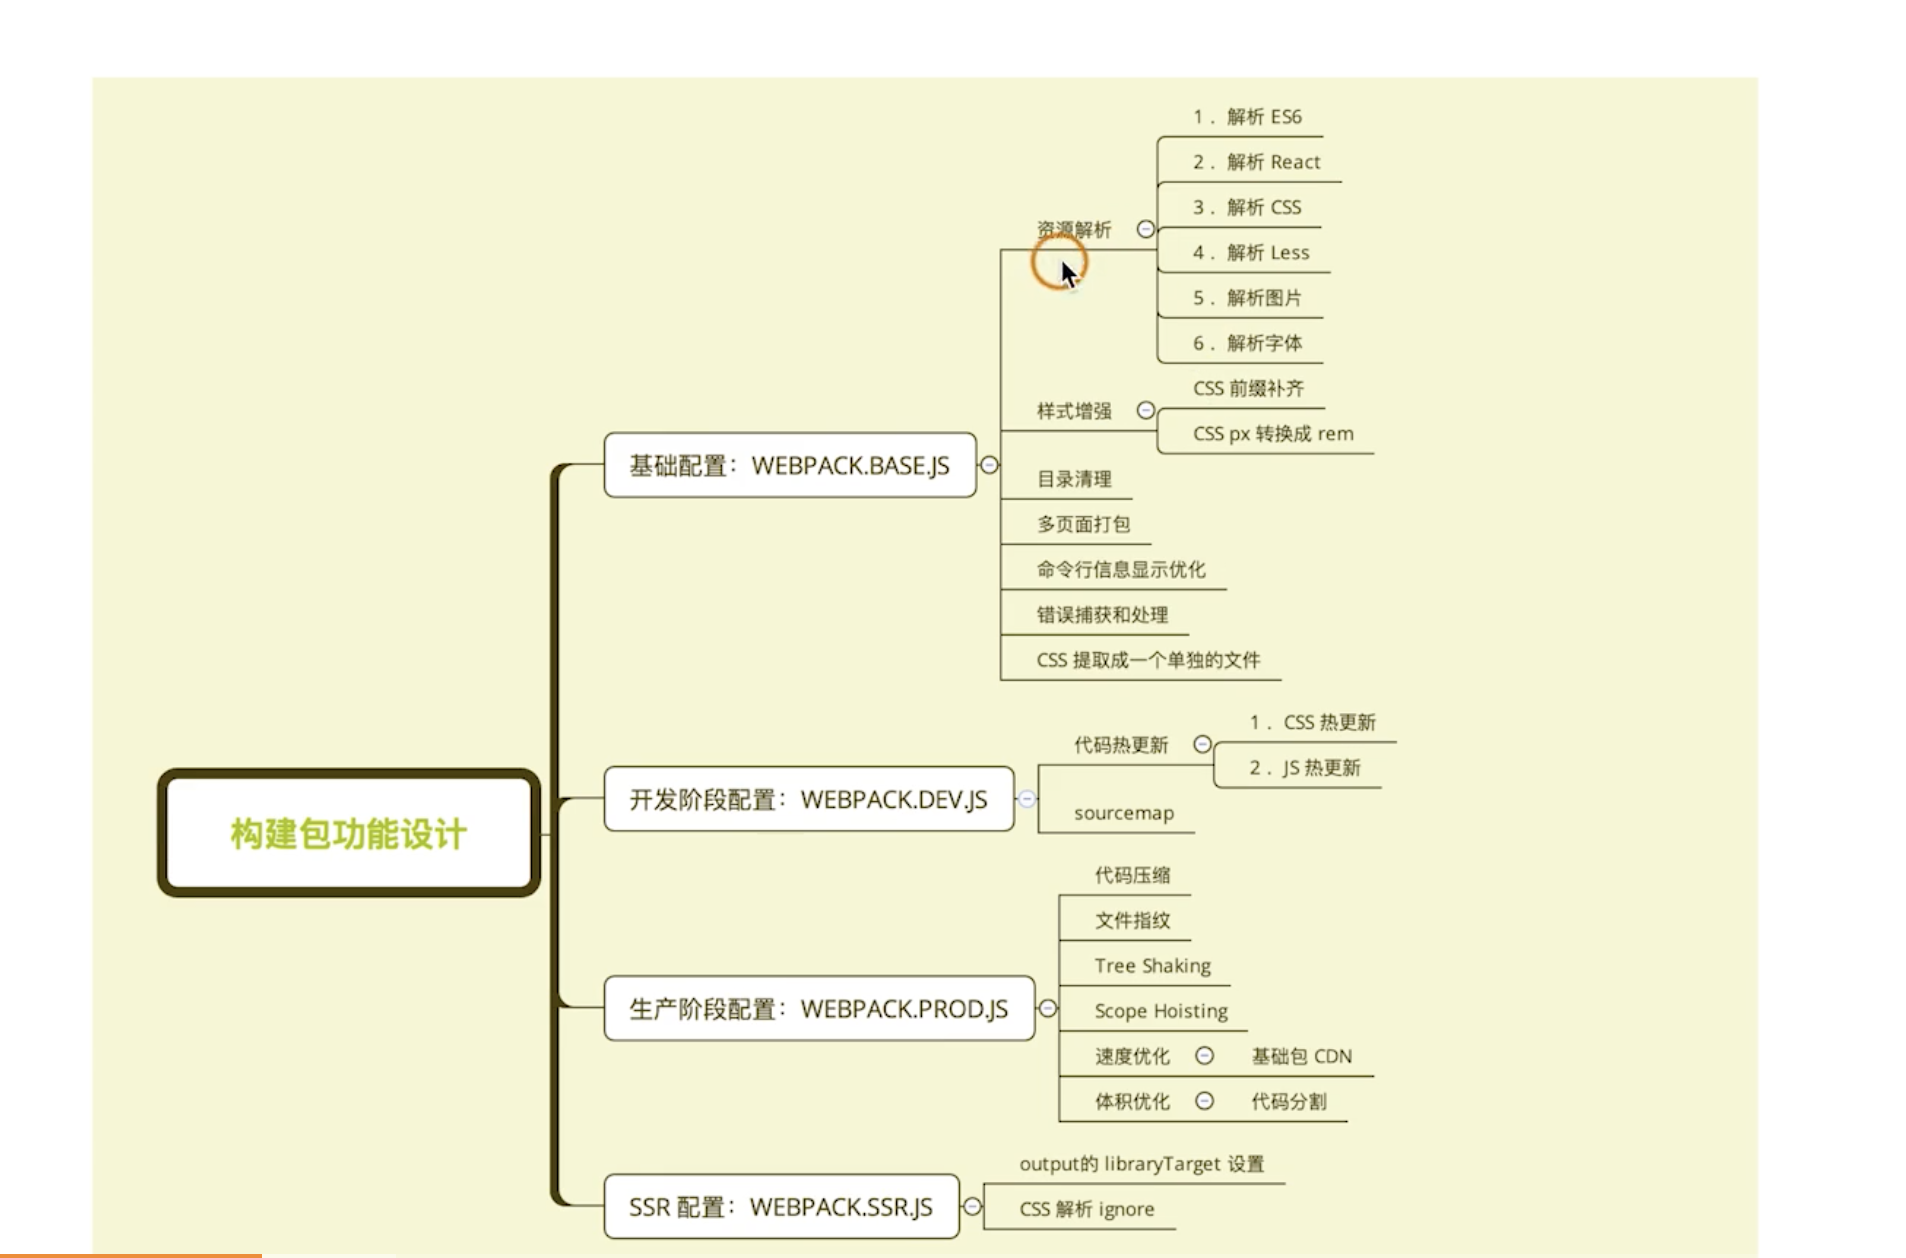 构建包功能设计
基础配置：WEBPACK.BASE.JS
资源解析
1． 解析 ES6
2． 解析 React
3． 解析 CSS
4． 解析 Less
5． 解析图片
6． 解析字体
样式增强
CSS 前缀补齐
CSS px 转换成 rem
目录清理
多页面打包
命令行信息显示优化
错误捕获和处理
CSS 提取成一个单独的文件
开发阶段配置：WEBPACK.DEV.JS
代码热更新
1． CSS 热更新
2． JS 热更新
sourcemap
生产阶段配置：WEBPACK.PROD.JS
代码压缩
文件指纹
Tree Shaking
Scope Hoisting
速度优化
基础包 CDN
体积优化
代码分割
SSR 配置：WEBPACK.SSR.JS
output的 libraryTarget 设置
CSS 解析 ignore